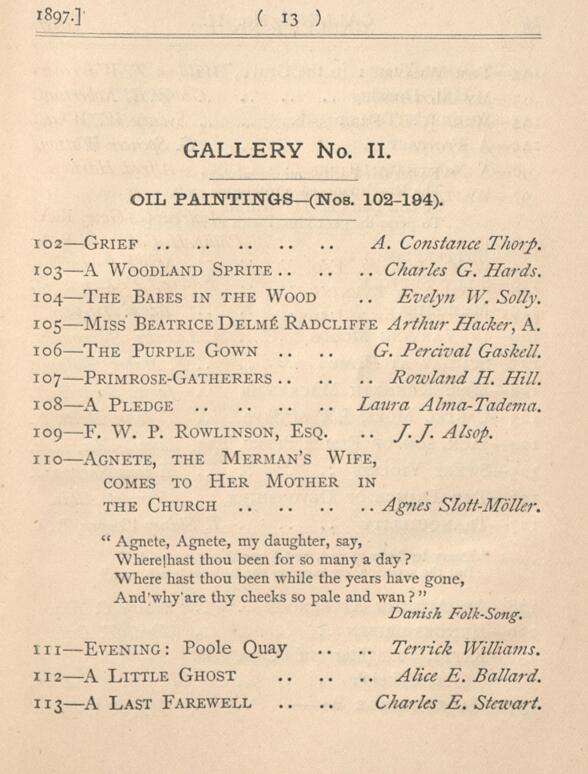 1897.]
( 13 )
GALLERY No. II.
OIL PAINTINGS—(Nos. 102-194).
102—Grief .. .. .. .. .. A. Constance Thorp.
103—A Woodland Sprite .. .. .. Charles G. Hards.
104—The Babes in the Wood .. Evelyn W. Solly.
105—Miss Beatrice Delmé Radcliffe Arthur Hacker, A.
106—The Purple Gown .. .. G. Percival Gaskell.
107—Primrose-Gatherers .. .. .. Rowland H. Hill.
108—A Pledge .. .. .. .. Laura Alma-Tadema.
109—F. W. P. Rowlinson, Esq. .. J. J. Alsop.
110—Agnete, the Merman's Wife,
comes to Her Mother in
the Church .. .. .. .. Agnes Slott-Möller.
“ Agnete, Agnete, my daughter, say,
Where hast thou been for so many a day?
Where hast thou been while the years have gone,
And why are thy cheeks so pale and wan?”
Danish Folk-Song.
111—Evening: Poole Quay .. .. Terrick Williams.
112—A Little Ghost .. .. .. Alice E. Ballard.
113—A Last Farewell .. .. Charles E. Stewart.